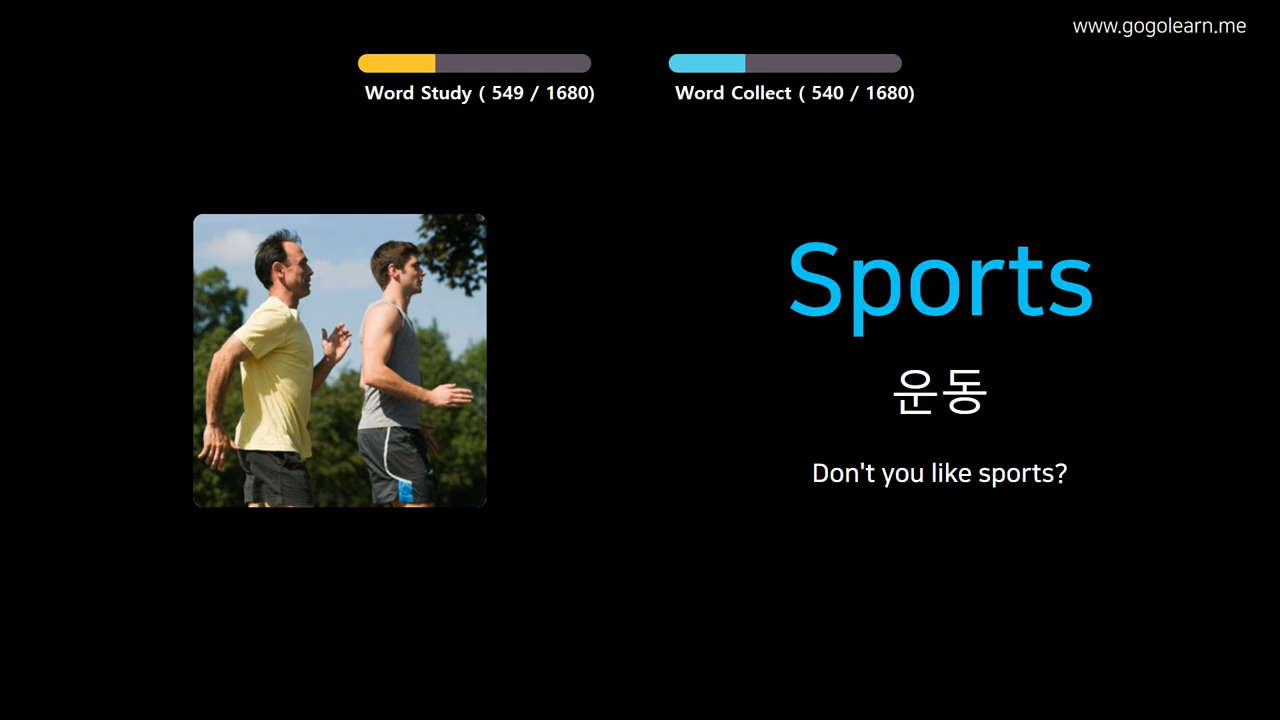 www.gogolearn.me
Word Study ( 549 / 1680)
Word Collect ( 540 / 1680)
Sports
운동
Don't you like sports?